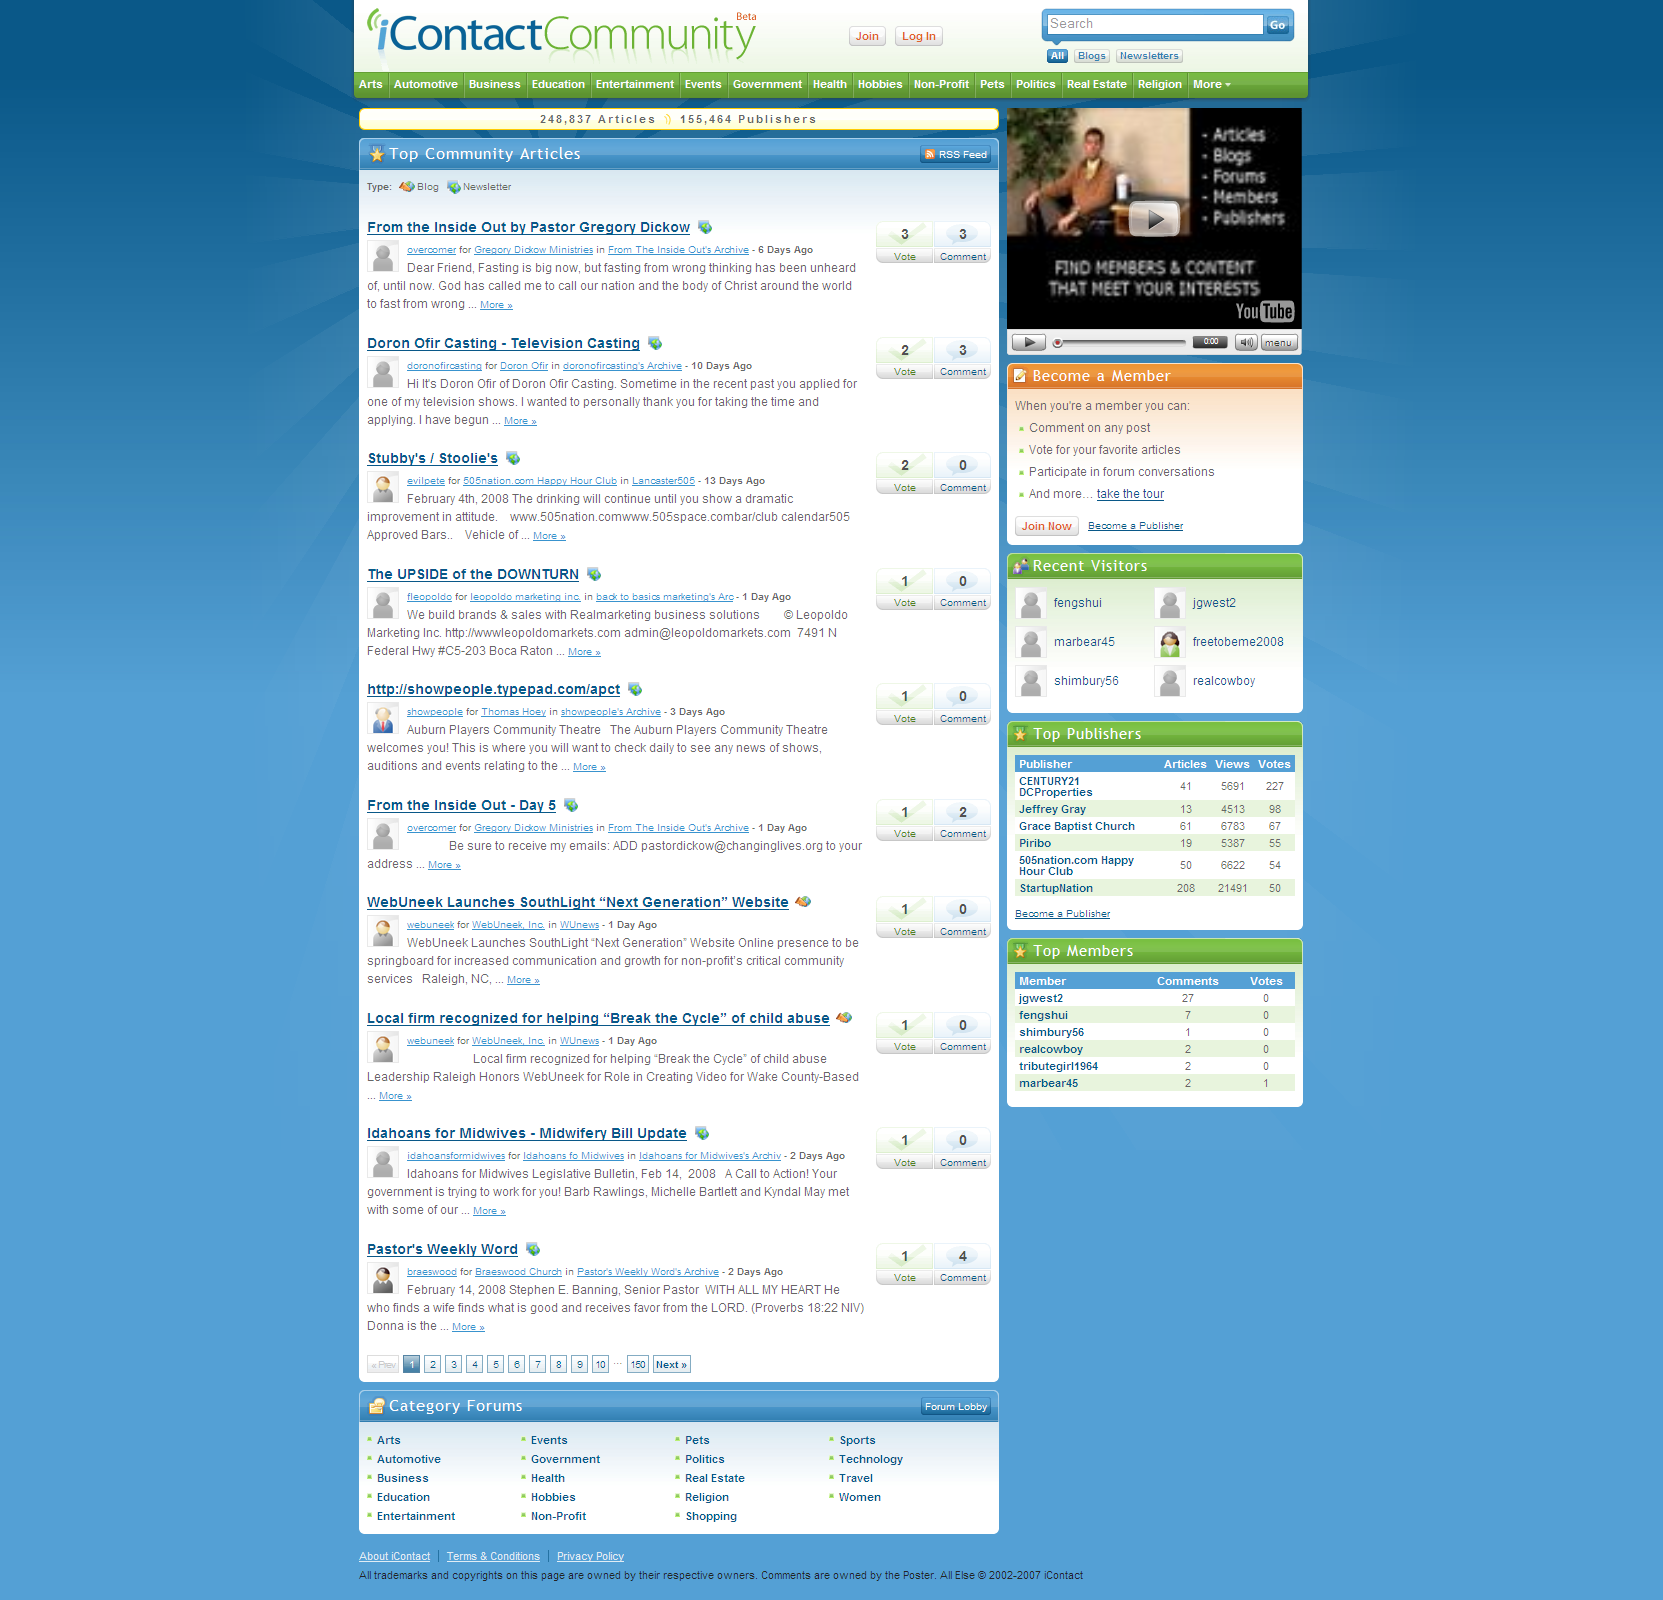 iContactCommunity Beta
Join Log In
Search Go
All Blogs Newsletters
Arts Automotive Business Education Entertainment Events Government Health Hobbies Non-Profit Pets Politics Real Estate Religion More
248,837 Articles 155,464 Publishers
Top Community Articles RSS Feed
Type: Blog Newsletter
From the Inside Out by Pastor Gregory Dickow
overcomer for Gregory Dickow Ministries in From The Inside Out's Archive - 6 Days Ago
Dear Friend, Fasting is big now, but fasting from wrong thinking has been unheard
of, until now. God has called me to call our nation and the body of Christ around the world
to fast from wrong ... More »
3 3
Vote Comment
Doron Ofir Casting - Television Casting
doronofircasting for Doron Ofir in doronofircasting's Archive - 10 Days Ago
Hi It's Doron Ofir of Doron Ofir Casting. Sometime in the recent past you applied for
one of my television shows. I wanted to personally thank you for taking the time and
applying. I have begun ... More »
2 3
Vote Comment
Stubby's / Stoolie's
evilpete for 505nation.com Happy Hour Club in Lancaster505 - 13 Days Ago
February 4th, 2008 The drinking will continue until you show a dramatic
improvement in attitude. www.505nation.comwww.505space.combar/club calendar505
Approved Bars.. Vehicle of ... More »
2 0
Vote Comment
The UPSIDE of the DOWNTURN
fleopoldo for leopoldo marketing inc. in back to basics marketing's Arc - 1 Day Ago
We build brands & sales with Realmarketing business solutions © Leopoldo
Marketing Inc. http://wwwleopoldomarkets.com admin@leopoldomarkets.com 7491 N
Federal Hwy #C5-203 Boca Raton ... More »
1 0
Vote Comment
http://showpeople.typepad.com/apct
showpeople for Thomas Hoey in showpeople's Archive - 3 Days Ago
Auburn Players Community Theatre The Auburn Players Community Theatre
welcomes you! This is where you will want to check daily to see any news of shows,
auditions and events relating to the ... More »
1 0
Vote Comment
From the Inside Out - Day 5
overcomer for Gregory Dickow Ministries in From The Inside Out's Archive - 1 Day Ago
Be sure to receive my emails: ADD pastordickow@changinglives.org to your
address ... More »
1 2
Vote Comment
WebUneek Launches SouthLight “Next Generation” Website
webuneek for WebUneek, Inc. in WUnews - 1 Day Ago
WebUneek Launches SouthLight “Next Generation” Website Online presence to be
springboard for increased communication and growth for non-profit's critical community
services Raleigh, NC, ... More »
1 0
Vote Comment
Local firm recognized for helping “Break the Cycle” of child abuse
webuneek for WebUneek, Inc. in WUnews - 1 Day Ago
Local firm recognized for helping “Break the Cycle” of child abuse
Leadership Raleigh Honors WebUneek for Role in Creating Video for Wake County-Based
... More »
1 0
Vote Comment
Idahoans for Midwives - Midwifery Bill Update
idahoansformidwives for Idahoans fo Midwives in Idahoans for Midwives's Archiv - 2 Days Ago
Idahoans for Midwives Legislative Bulletin, Feb 14, 2008 A Call to Action! Your
government is trying to work for you! Barb Rawlings, Michelle Bartlett and Kyndal May met
with some of our ... More »
1 0
Vote Comment
Pastor's Weekly Word
braeswood for Braeswood Church in Pastor's Weekly Word's Archive - 2 Days Ago
February 14, 2008 Stephen E. Banning, Senior Pastor WITH ALL MY HEART He
who finds a wife finds what is good and receives favor from the LORD. (Proverbs 18:22 NIV)
Donna is the ... More »
1 4
Vote Comment
« Prev 1 2 3 4 5 6 7 8 9 10 ... 150 Next »
Category Forums Forum Lobby
Arts Events Pets Sports
Automotive Government Politics Technology
Business Health Real Estate Travel
Education Hobbies Religion Women
Entertainment Non-Profit Shopping
- Articles
- Blogs
- Forums
- Members
- Publishers
FIND MEMBERS & CONTENT
THAT MEET YOUR INTERESTS
YouTube
0:00 menu
Become a Member
When you're a member you can:
Comment on any post
Vote for your favorite articles
Participate in forum conversations
And more... take the tour
Join Now Become a Publisher
Recent Visitors
fengshui jgwest2
marbear45 freetobeme2008
shimbury56 realcowboy
Top Publishers
Publisher Articles Views Votes
CENTURY21
DCProperties 41 5691 227
Jeffrey Gray 13 4513 98
Grace Baptist Church 61 6783 67
Piribo 19 5387 55
505nation.com Happy
Hour Club 50 6622 54
StartupNation 208 21491 50
Become a Publisher
Top Members
Member Comments Votes
jgwest2 27 0
fengshui 7 0
shimbury56 1 0
realcowboy 2 0
tributegirl1964 2 0
marbear45 2 1
About iContact | Terms & Conditions | Privacy Policy
All trademarks and copyrights on this page are owned by their respective owners. Comments are owned by the Poster. All Else © 2002-2007 iContact